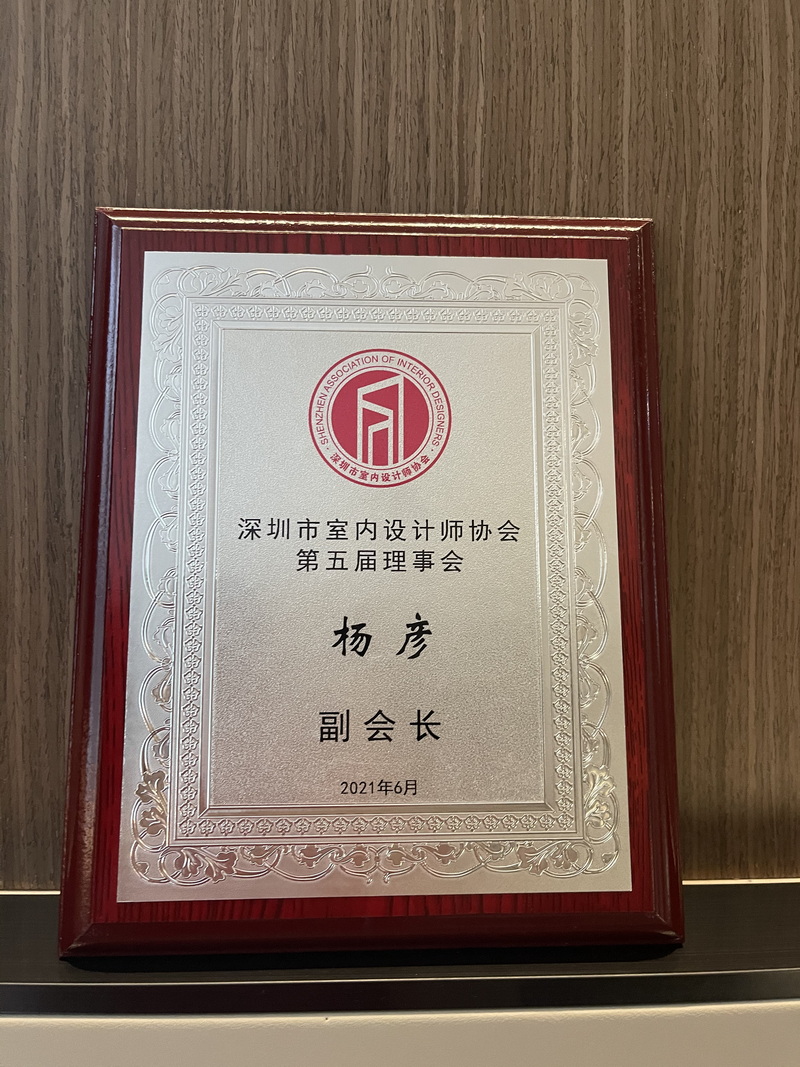 SHENZHEN ASSOCIATION OF INTERIOR DESIGNERS
深圳市室内设计师协会
深圳市室内设计师协会
第五届理事会
杨彦
副会长
2021年6月